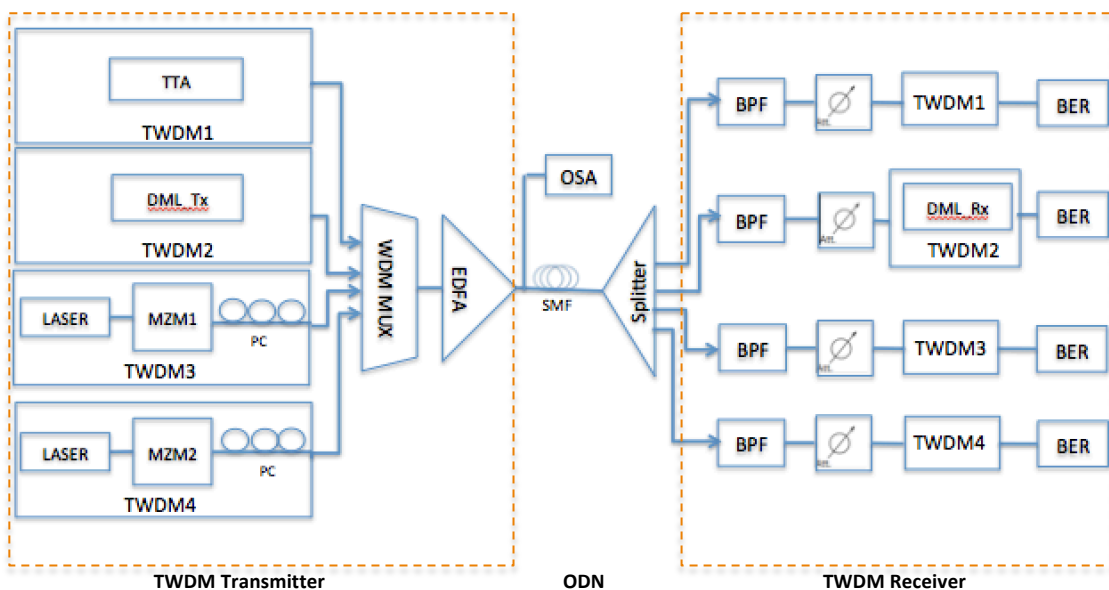 TTA
TWDM1
DML_Tx
TWDM2
LASER
MZM1
PC
TWDM3
LASER
MZM2
PC
TWDM4
WDM MUX
EDFA
OSA
SMF
Splitter
BPF
Att.
TWDM1
BER
BPF
Att.
DML_Rx
TWDM2
BER
BPF
Att.
TWDM3
BER
BPF
Att.
TWDM4
BER
TWDM Transmitter
ODN
TWDM Receiver